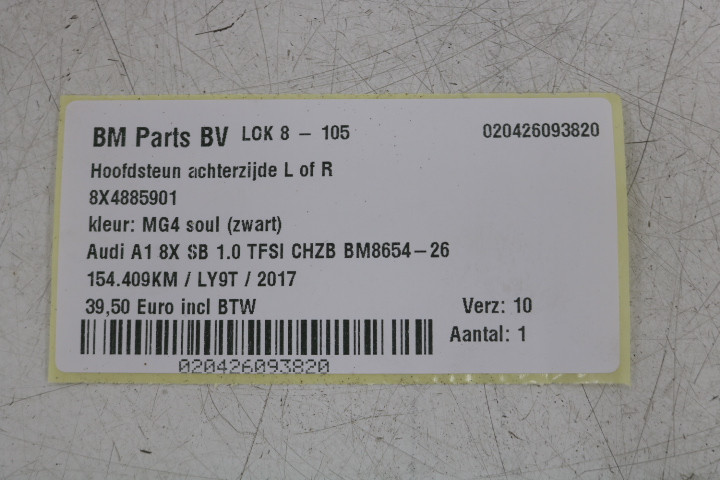 BM Parts BV LCK 8 - 105 020426093820
Hoofdsteun achterzijde L of R
8X4885901
kleur: MG4 soul (zwart)
Audi A1 8X SB 1.0 TFSI CHZB BM8654-26
154.409KM / LY9T / 2017
39,50 Euro incl BTW Verz: 10
Aantal: 1
020426093820